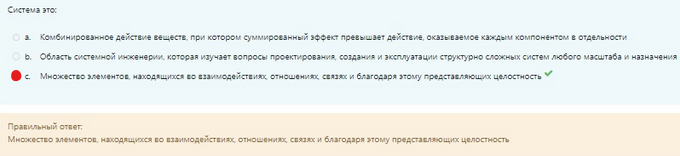 Система это:
a. Комбинированное действие веществ, при котором суммированный эффект превышает действие, оказываемое каждым компонентом в отдельности
b. Область системной инженерии, которая изучает вопросы проектирования, создания и эксплуатации структурно сложных систем любого масштаба и назначения
c. Множество элементов, находящихся во взаимодействиях, отношениях, связях и благодаря этому представляющих целостность
Правильный ответ:
Множество элементов, находящихся во взаимодействиях, отношениях, связях и благодаря этому представляющих целостность